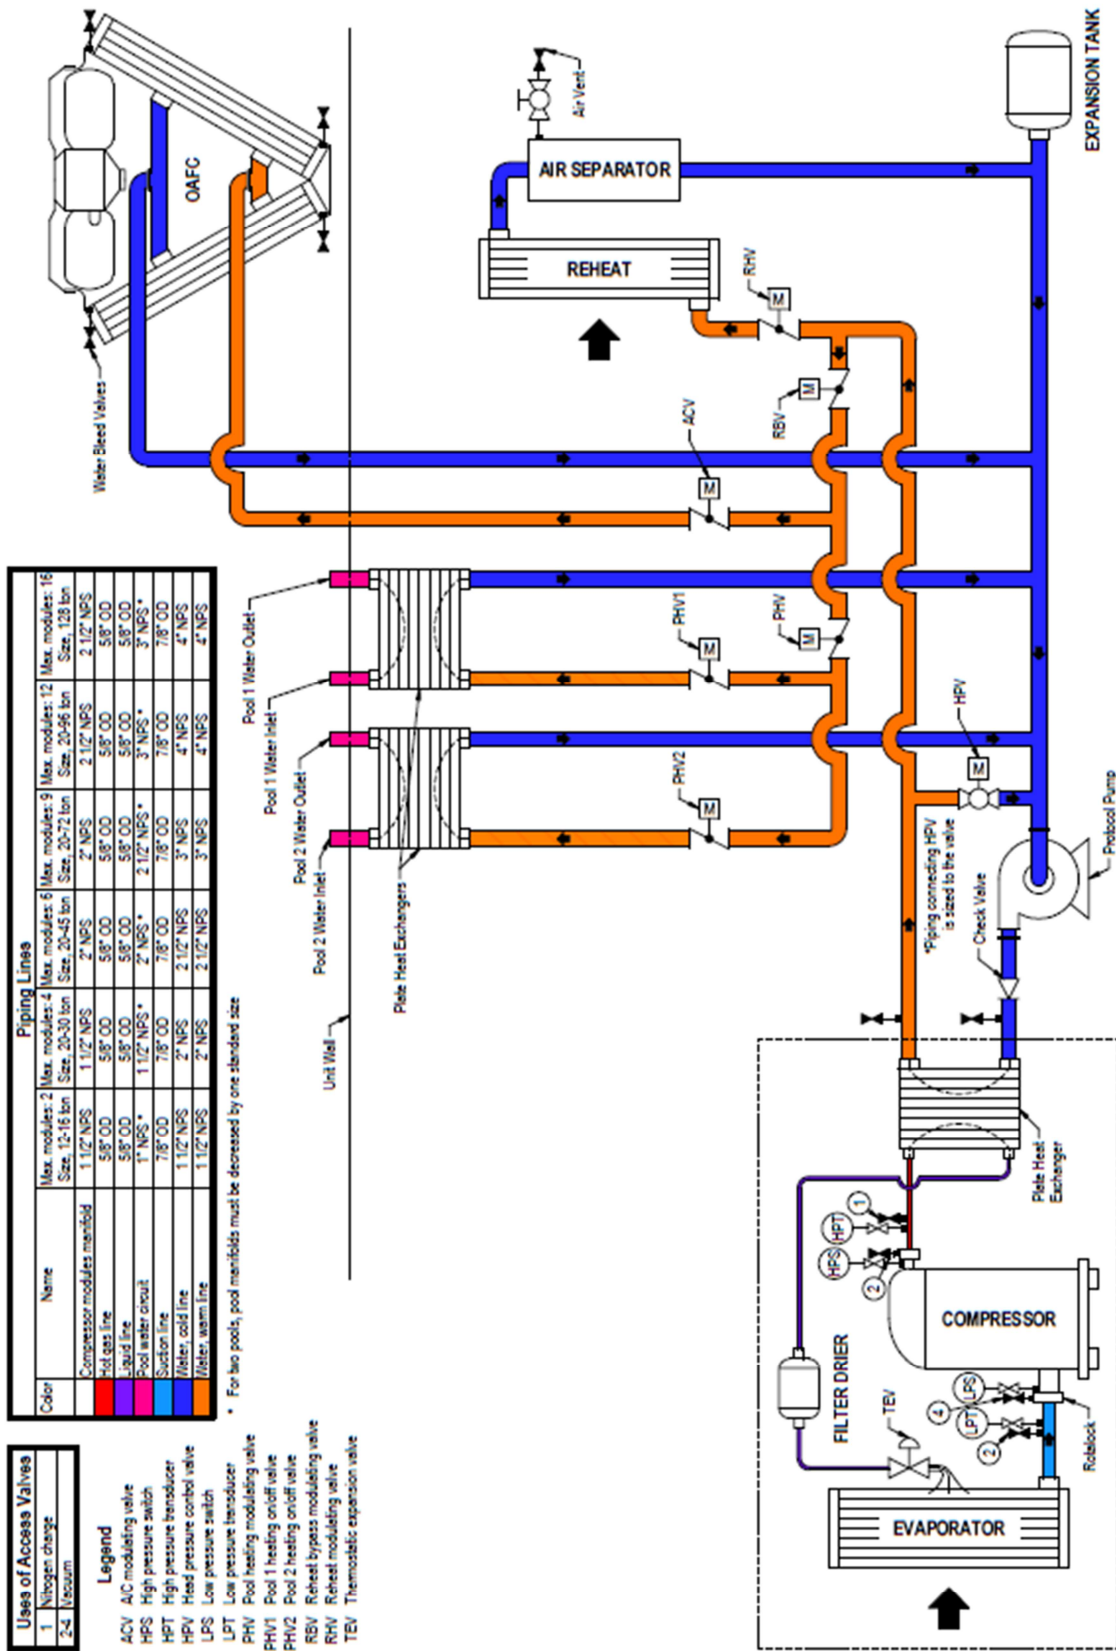 Uses of Access Valves
1 Nitrogen charge
2-4 Vacuum
Legend
ACV A/C modulating valve
HPS High pressure switch
HPT High pressure transducer
HPV Head pressure control valve
LPS Low pressure switch
LPT Low pressure transducer
PHV Pool heating modulating valve
PHV1 Pool 1 heating on/off valve
PHV2 Pool 2 heating on/off valve
RBV Reheat bypass modulating valve
RHV Reheat modulating valve
TEV Thermostatic expansion valve
Piping Lines
Color Name Max. modules: 2 Max. modules: 4 Max. modules: 6 Max. modules: 9 Max. modules: 12 Max. modules: 16
Size, 12-16 ton Size, 20-30 ton Size, 20-45 ton Size, 20-72 ton Size, 20-96 ton Size, 128 ton
Compressor modules manifold 1 1/2" NPS 1 1/2" NPS 2" NPS 2" NPS 2 1/2" NPS 2 1/2" NPS
Hot gas line 5/8" OD 5/8" OD 5/8" OD 5/8" OD 5/8" OD 5/8" OD
Liquid line 5/8" OD 5/8" OD 5/8" OD 5/8" OD 5/8" OD 5/8" OD
Pool water circuit 1" NPS * 1 1/2" NPS * 2" NPS * 2 1/2" NPS * 3" NPS * 3" NPS *
Suction line 7/8" OD 7/8" OD 7/8" OD 7/8" OD 7/8" OD 7/8" OD
Water, cold line 1 1/2" NPS 2" NPS 2 1/2" NPS 3" NPS 4" NPS 4" NPS
Water, warm line 1 1/2" NPS 2" NPS 2 1/2" NPS 3" NPS 4" NPS 4" NPS
* For two pools, pool manifolds must be decreased by one standard size
Water Bleed Valves
OAFC
Unit Wall
Pool 2 Water Inlet
Pool 2 Water Outlet
Pool 1 Water Inlet
Pool 1 Water Outlet
Plate Heat Exchangers
Air Vent
AIR SEPARATOR
REHEAT
RHV
M
RBV
M
ACV
M
PHV1
M
PHV
M
PHV2
M
HPV
M
*Piping connecting HPV
is sized to the valve
EXPANSION TANK
Check Valve
Protocol Pump
Plate Heat
Exchanger
1
HPT
HPS
2
FILTER DRIER
COMPRESSOR
TEV
LPS
4
LPT
2
Rotalock
EVAPORATOR